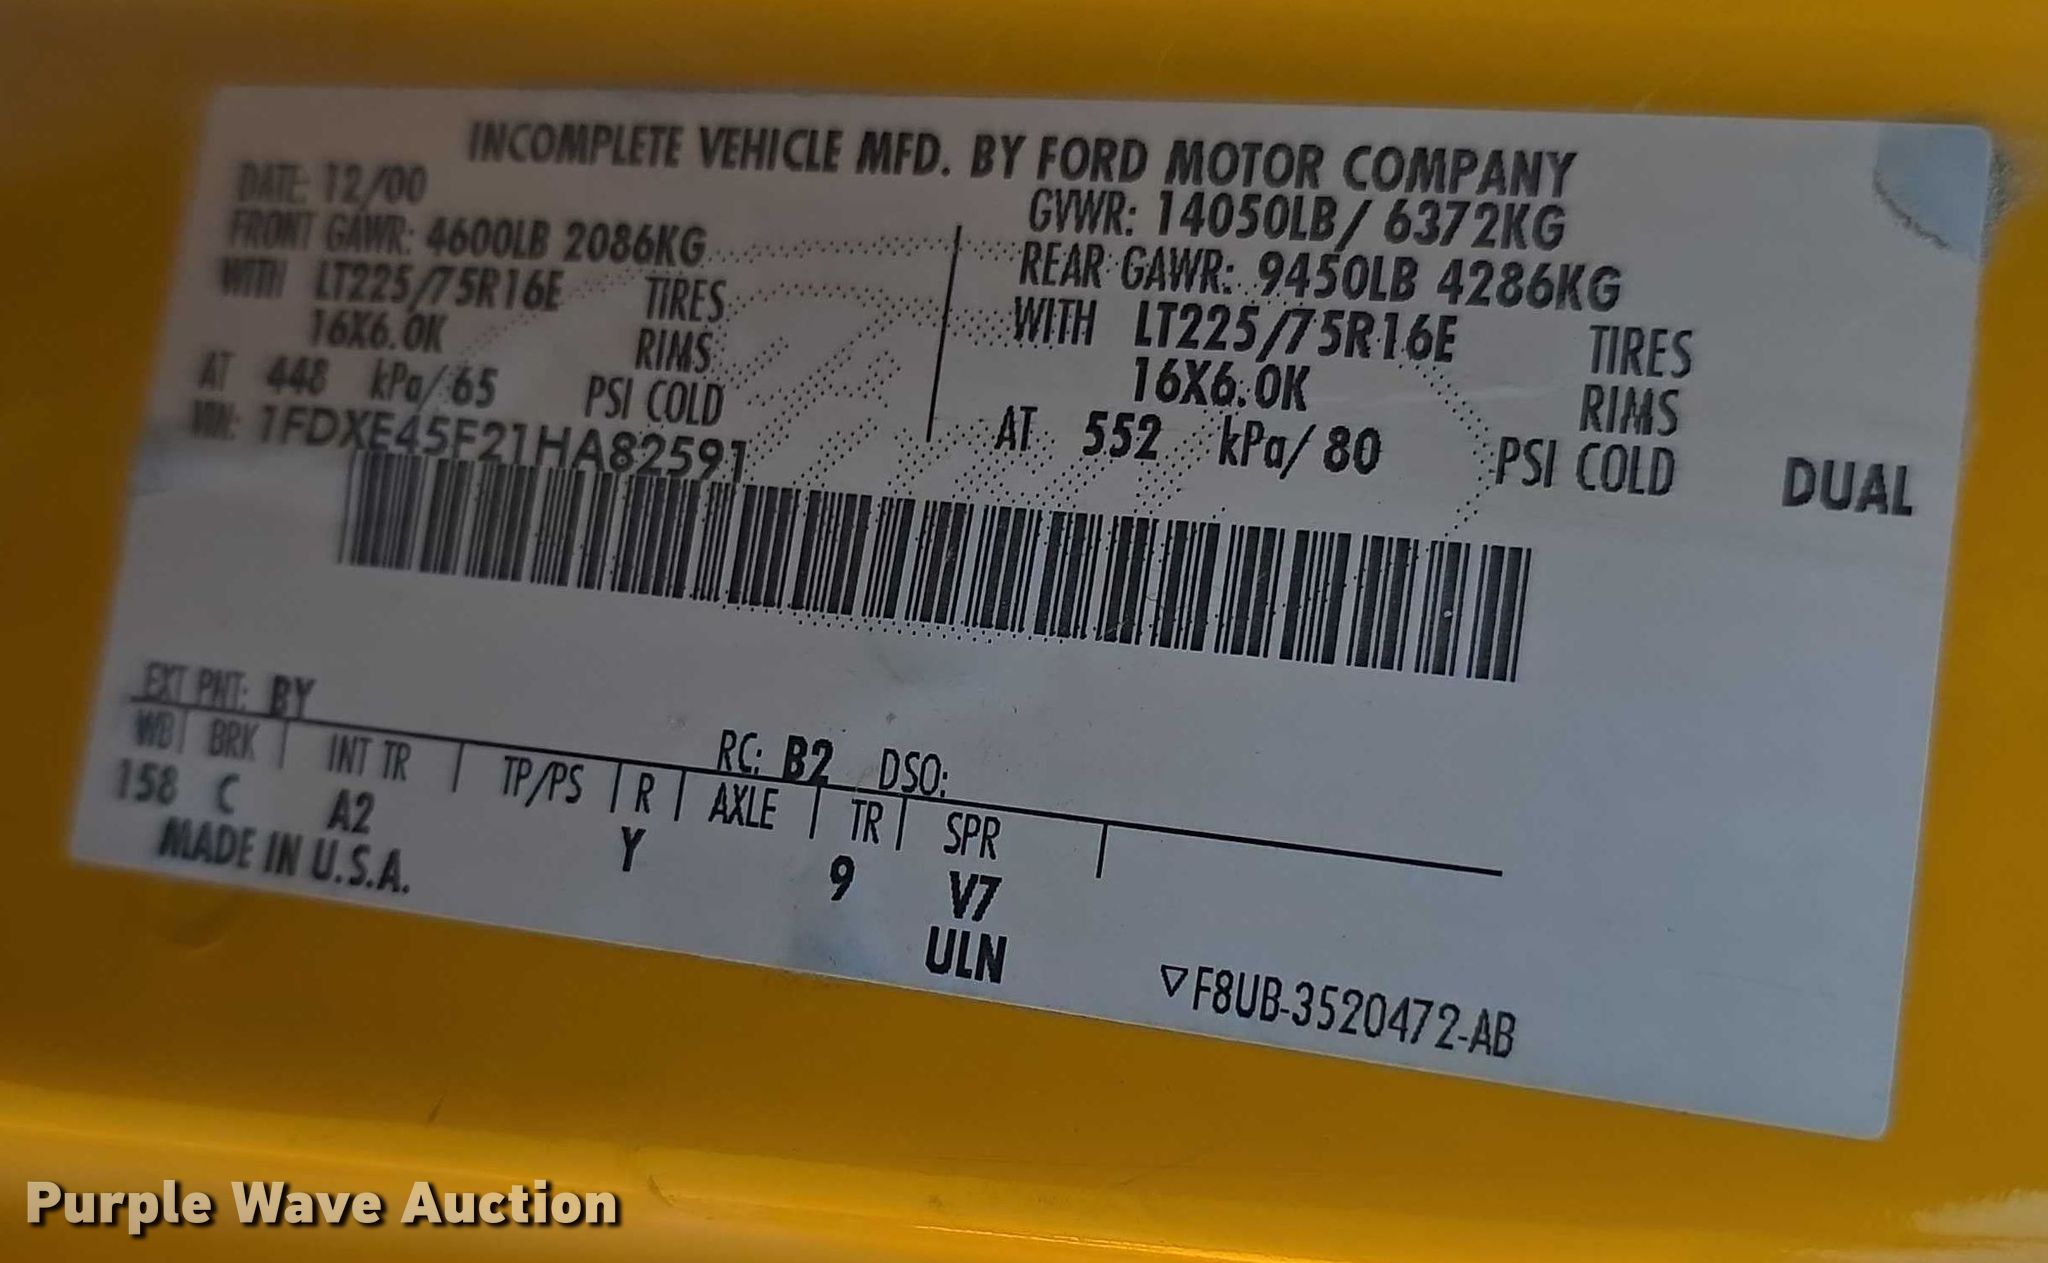 INCOMPLETE VEHICLE MFD. BY FORD MOTOR COMPANY
DATE: 12/00
GVWR: 14050LB/ 6372KG
FRONT GAWR: 4600LB 2086KG
REAR GAWR: 9450LB 4286KG
WITH LT225/75R16E TIRES
WITH LT225/75R16E TIRES
16X6.0K RIMS
16X6.0K RIMS
AT 448 kPa/ 65 PSI COLD
AT 552 kPa/ 80 PSI COLD DUAL
VIN: 1FDXE45F21HA82591
EXT PNT: BY RC: B2 DSO:
WB BRK INT TR TP/PS R AXLE TR SPR
158 C A2 Y 9 V7
MADE IN U.S.A. ULN
▽F8UB-3520472-AB
Purple Wave Auction